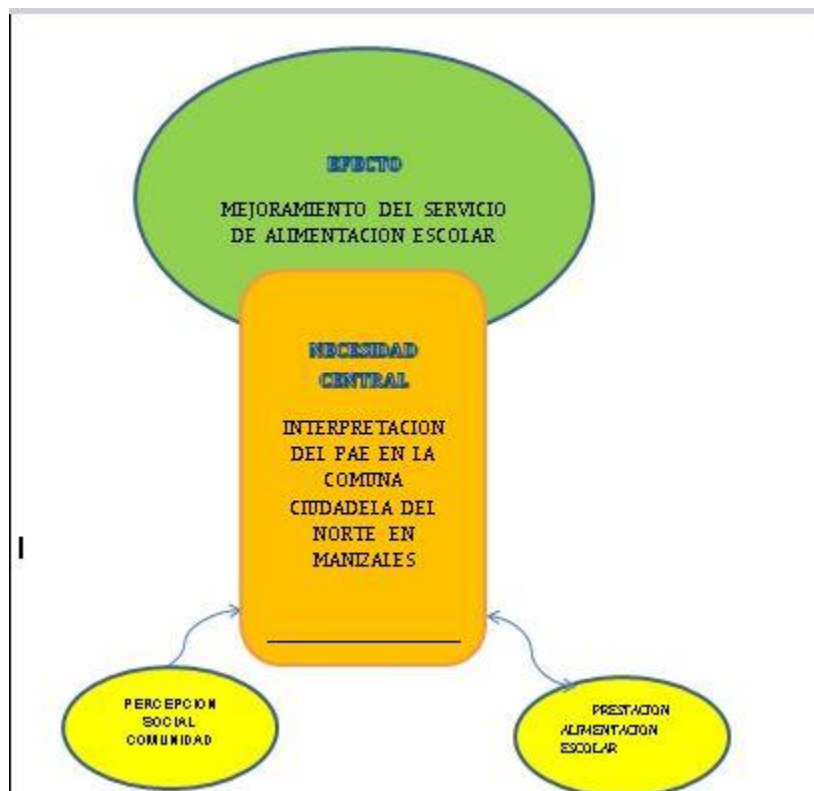 EFECTO
MEJORAMIENTO DEL SERVICIO
DE ALIMENTACION ESCOLAR
NECESIDAD
CENTRAL
INTERPRETACION
DEL PAE EN LA
COMUNA
CIUDADELA DEL
NORTE EN
MANIZALES
PERCEPCION
SOCIAL
COMUNIDAD
PRESTACION
ALIMENTACION
ESCOLAR